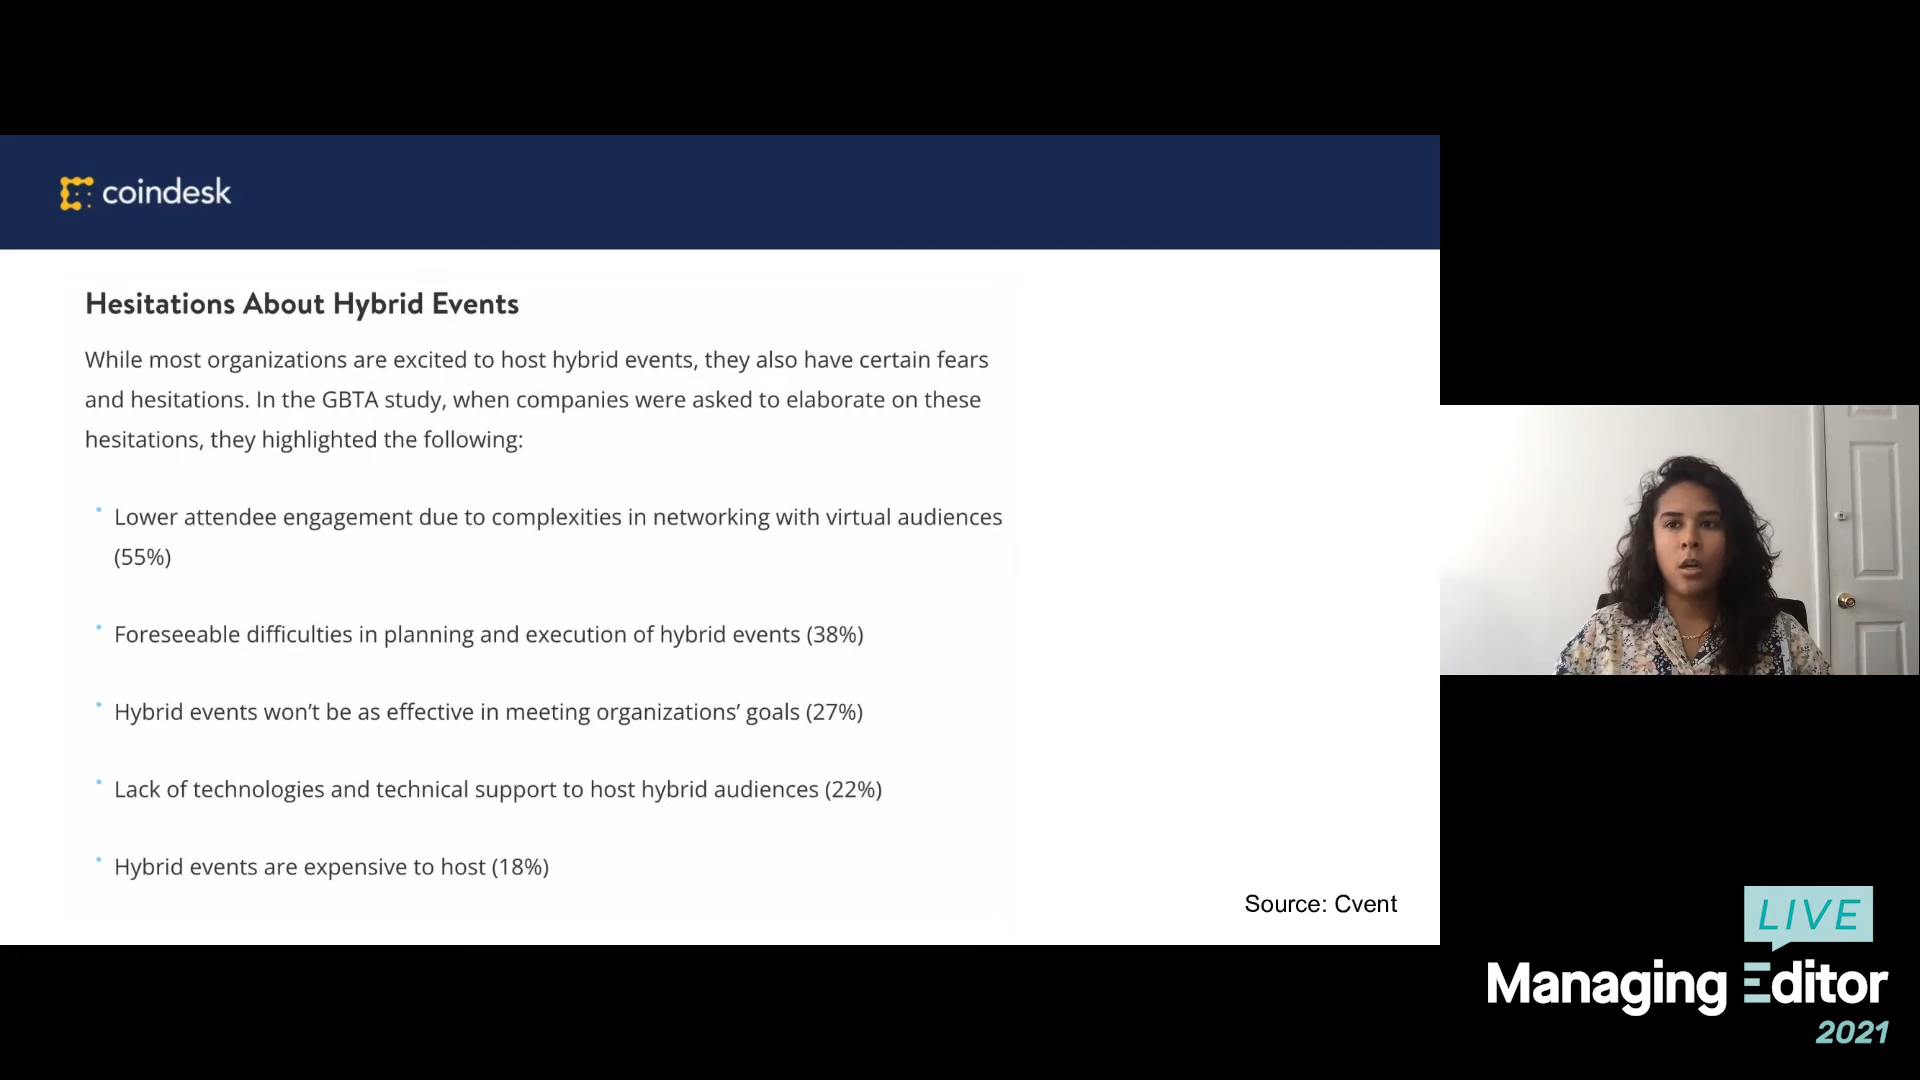 coindesk
Hesitations About Hybrid Events
While most organizations are excited to host hybrid events, they also have certain fears
and hesitations. In the GBTA study, when companies were asked to elaborate on these
hesitations, they highlighted the following:
Lower attendee engagement due to complexities in networking with virtual audiences
(55%)
Foreseeable difficulties in planning and execution of hybrid events (38%)
Hybrid events won’t be as effective in meeting organizations’ goals (27%)
Lack of technologies and technical support to host hybrid audiences (22%)
Hybrid events are expensive to host (18%)
Source: Cvent
LIVE
Managing Editor
2021